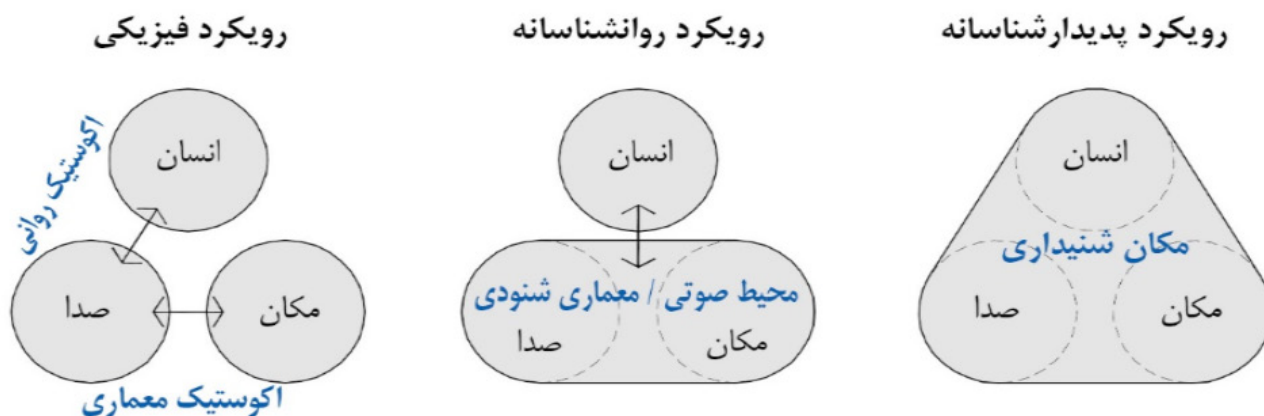 رویکرد پدیدارشناسانه
انسان
مکان شنیداری
مکان
صدا
رویکرد روانشناسانه
انسان
محیط صوتی / معماری شنودی
مکان
صدا
رویکرد فیزیکی
انسان
اکوستیک روانی
مکان
صدا
اکوستیک معماری